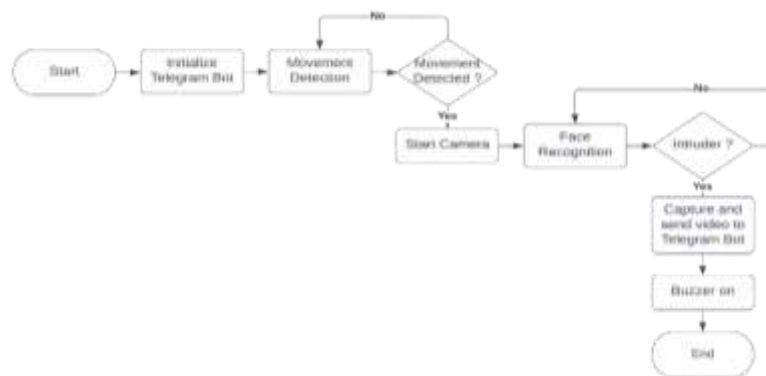 No
Start
Initialize
Telegram Bot
Movement
Detection
Movement
Detected ?
No
Yes
Start Camera
Face
Recognition
Intruder ?
Yes
Capture and
send video to
Telegram Bot
Buzzer on
End